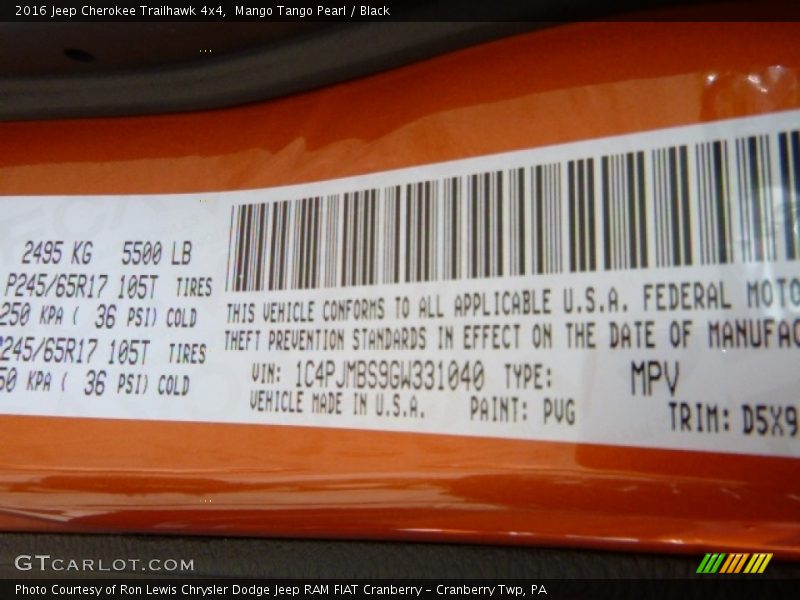 2016 Jeep Cherokee Trailhawk 4x4, Mango Tango Pearl / Black
2495 KG 5500 LB
P245/65R17 105T TIRES
250 KPA ( 36 PSI) COLD
P245/65R17 105T TIRES
50 KPA ( 36 PSI) COLD
THIS VEHICLE CONFORMS TO ALL APPLICABLE U.S.A. FEDERAL MOTO
THEFT PREVENTION STANDARDS IN EFFECT ON THE DATE OF MANUFAC
VIN: 1C4PJMBS9GW331040 TYPE: MPV
VEHICLE MADE IN U.S.A. PAINT: PVG TRIM: D5X9
GTCARLOT.COM
Photo Courtesy of Ron Lewis Chrysler Dodge Jeep RAM FIAT Cranberry – Cranberry Twp, PA